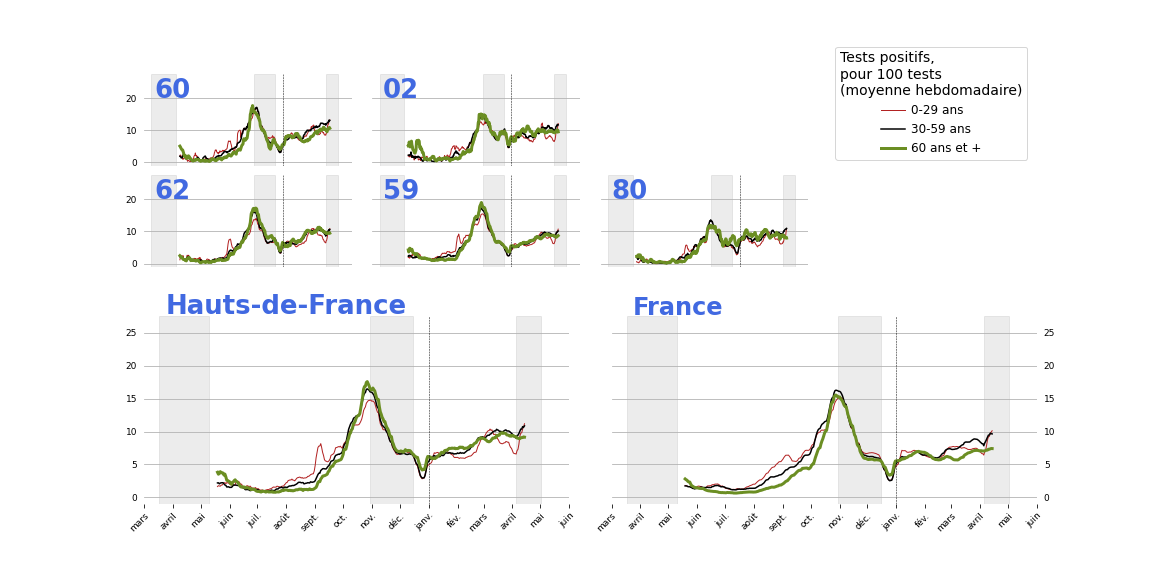 Tests positifs,
pour 100 tests
(moyenne hebdomadaire)
0-29 ans
30-59 ans
60 ans et +
60
02
20
10
0
62
59
80
20
10
0
Hauts-de-France
France
25
20
15
10
5
0
25
20
15
10
5
0
mars
avril
mai
juin
juil.
août
sept.
oct.
nov.
déc.
janv.
fév.
mars
avril
mai
juin
mars
avril
mai
juin
juil.
août
sept.
oct.
nov.
déc.
janv.
fév.
mars
avril
mai
juin